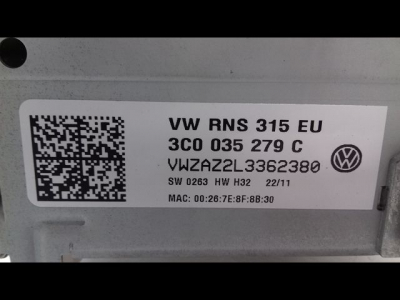 VW RNS 315 EU
3C0 035 279 C
VWZAZ2L3362380
SW 0263 HW H32 22/11
MAC: 00:26:7E:8F:8B:30